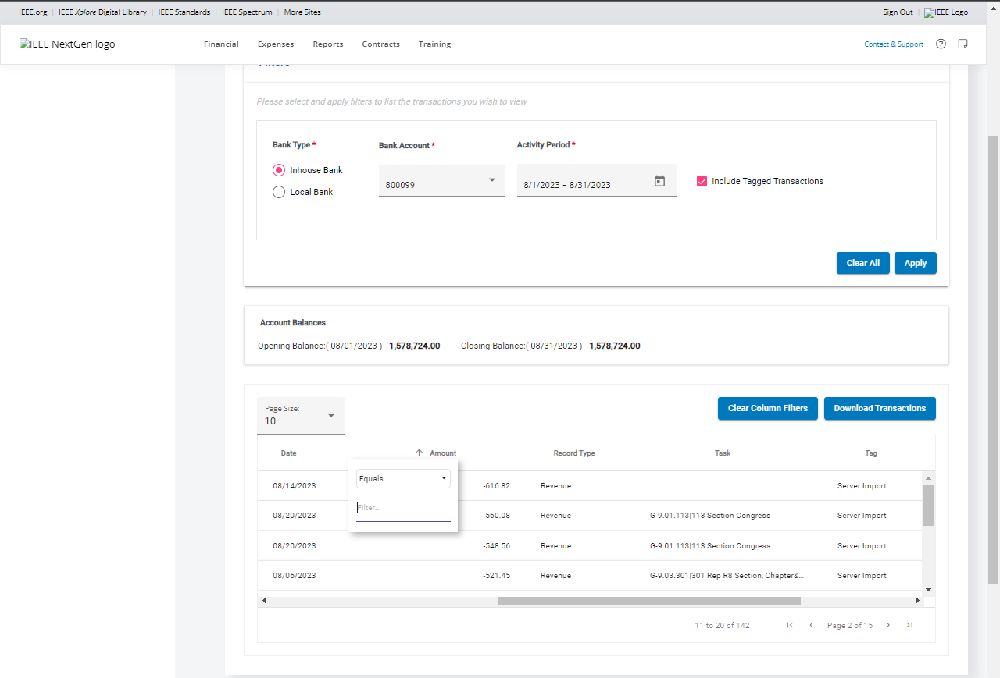 IEEE.org IEEE Xplore Digital Library IEEE Standards IEEE Spectrum More Sites Sign Out IEEE Logo
IEEE NextGen logo Financial Expenses Reports Contracts Training Contact & Support
Filters
Please select and apply filters to list the transactions you wish to view
Bank Type * Bank Account * Activity Period *
Inhouse Bank
Local Bank
800099
8/1/2023 – 8/31/2023
Include Tagged Transactions
Clear All Apply
Account Balances
Opening Balance:( 08/01/2023 ) - 1,578,724.00 Closing Balance:( 08/31/2023 ) - 1,578,724.00
Page Size:
10
Clear Column Filters Download Transactions
Date Amount Record Type Task Tag
Equals
Filter...
08/14/2023 -616.82 Revenue Server Import
08/20/2023 -560.08 Revenue G-9.01.113|113 Section Congress Server Import
08/20/2023 -548.56 Revenue G-9.01.113|113 Section Congress Server Import
08/06/2023 -521.45 Revenue G-9.03.301|301 Rep R8 Section, Chapter&... Server Import
11 to 20 of 142 Page 2 of 15